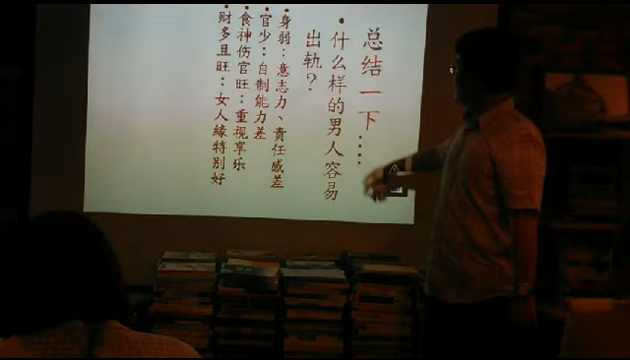 总结一下....
•什么样的男人容易
出轨?
•身弱:意志力、責任感差
•官少:自制能力差
•食神伤官旺:重视享乐
•财多且旺:女人緣特别好